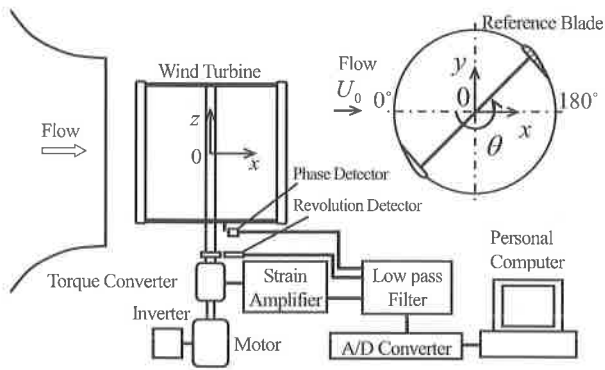 Reference Blade
Wind Turbine
Flow
U₀
0°
y
0
x
θ
180°
Flow
z
0
x
Phase Detector
Revolution Detector
Personal
Computer
Torque Converter
Strain
Amplifier
Low pass
Filter
Inverter
Motor
A/D Converter